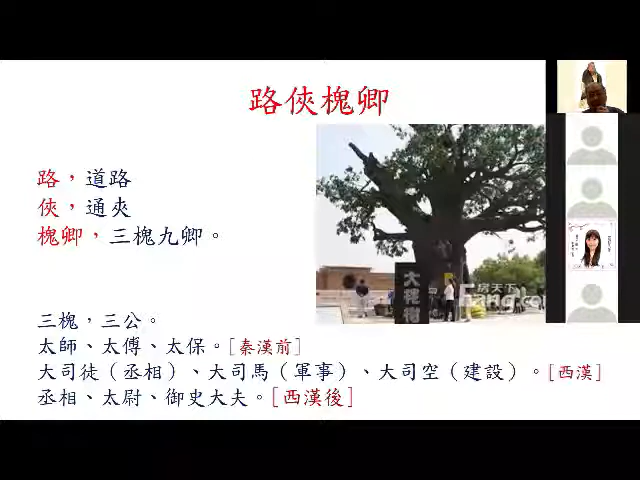 路俠槐卿
路，道路
俠，通夾
槐卿，三槐九卿。
大槐樹
房天下
Fang.com
三槐，三公。
太師、太傅、太保。[秦漢前]
大司徒（丞相）、大司馬（軍事）、大司空（建設）。[西漢]
丞相、太尉、御史大夫。[西漢後]